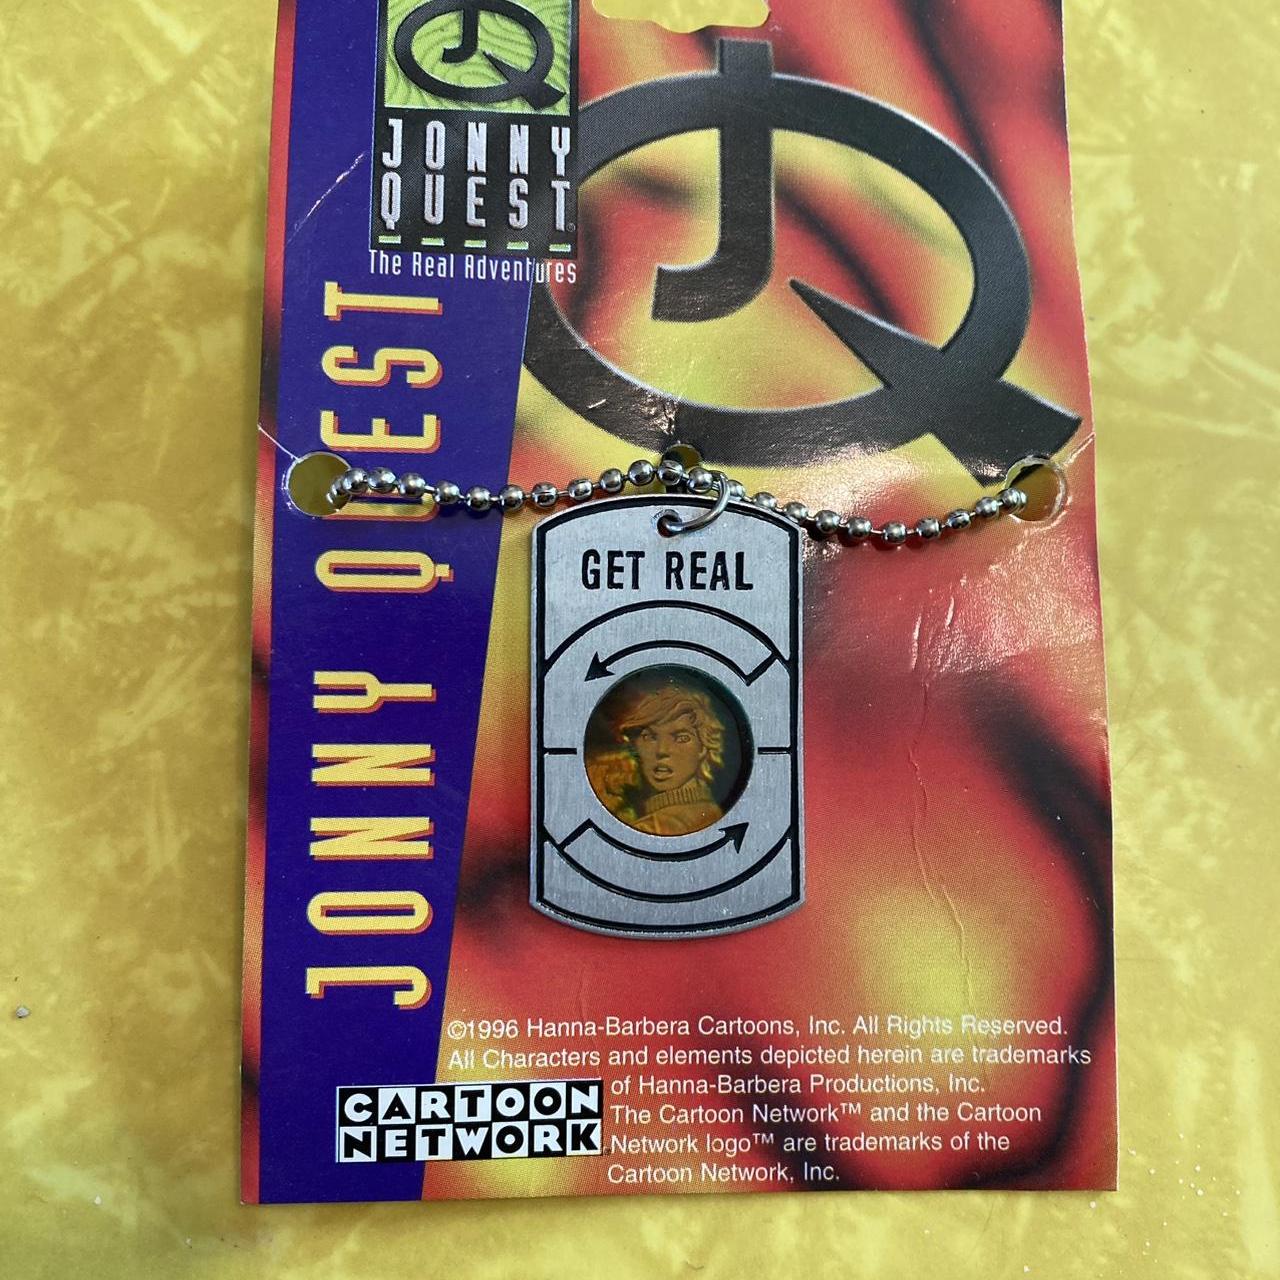 JQ
JONNY
QUEST®
The Real Adventures
JQ
JONNY QUEST
GET REAL
©1996 Hanna-Barbera Cartoons, Inc. All Rights Reserved.
All Characters and elements depicted herein are trademarks
of Hanna-Barbera Productions, Inc.
The Cartoon Network™ and the Cartoon
Network logo™ are trademarks of the
Cartoon Network, Inc.
CARTOON
NETWORK